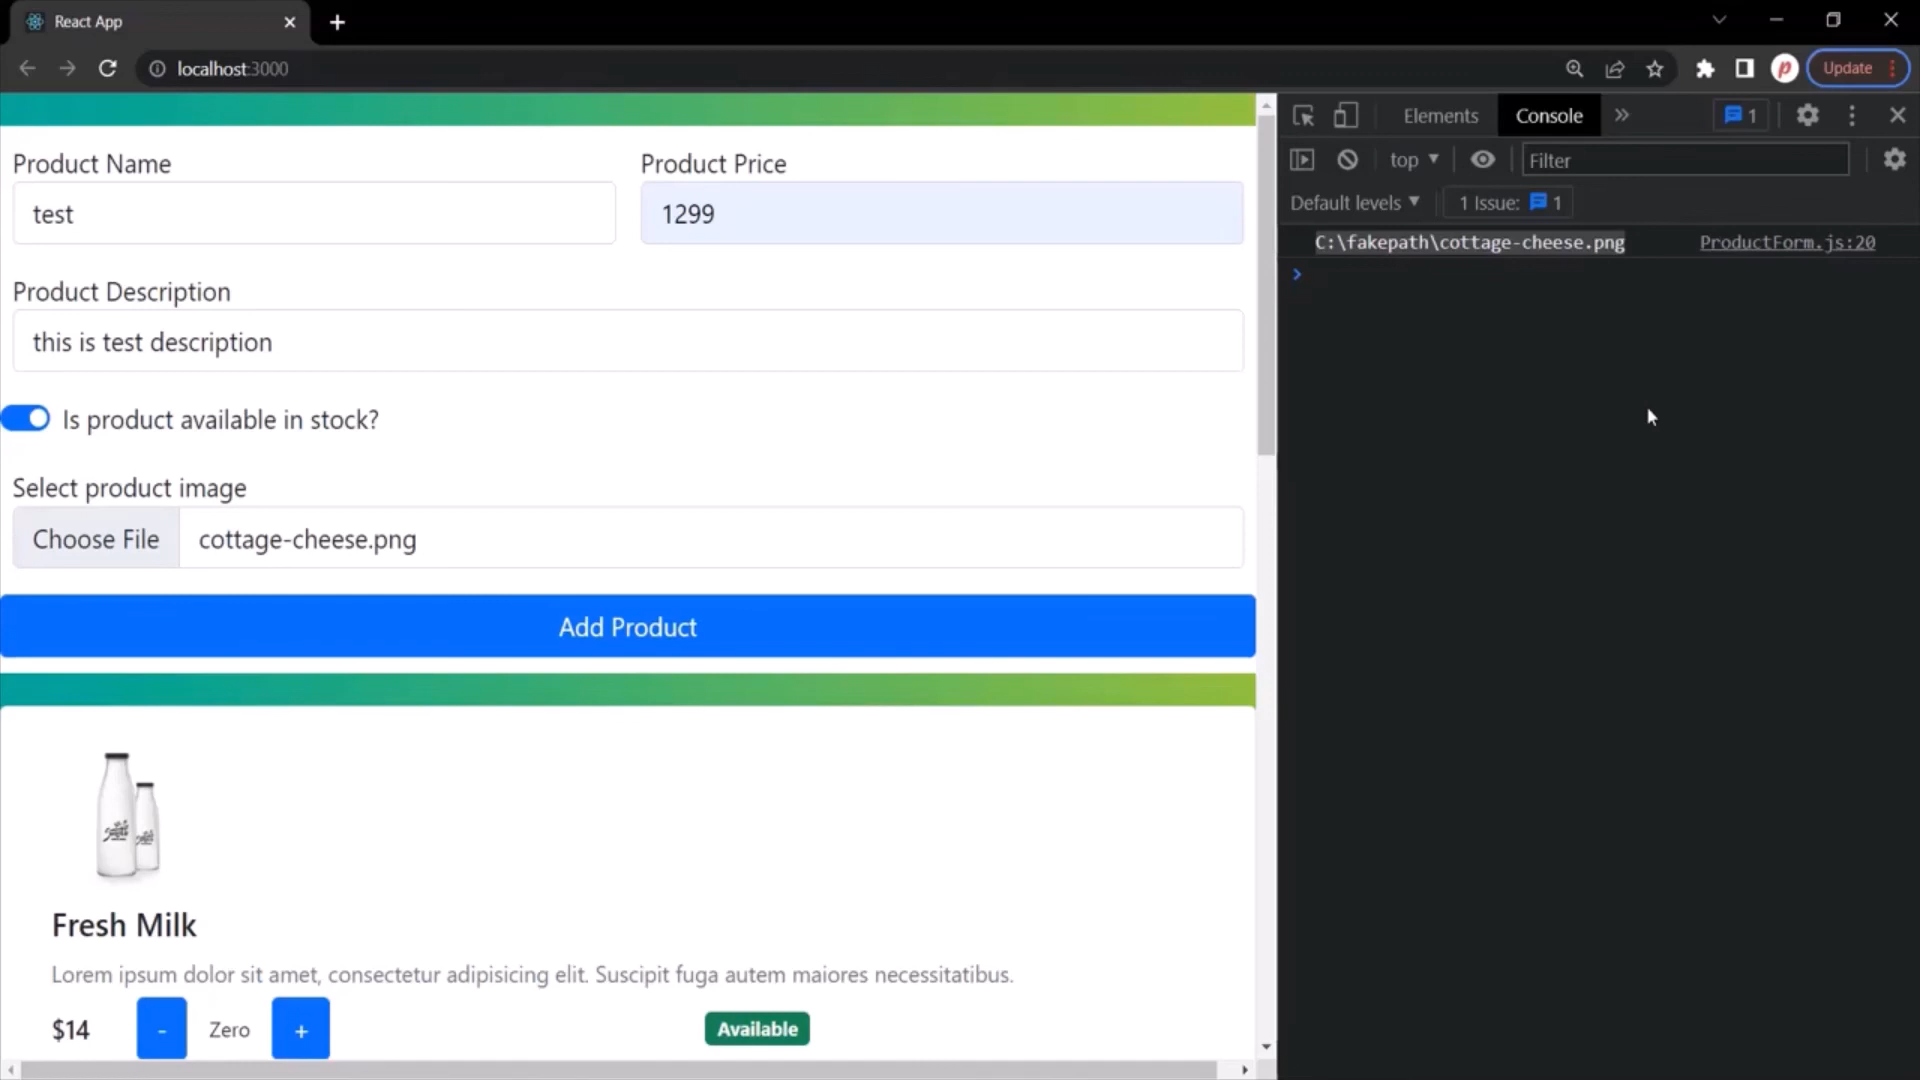 React App
localhost:3000
Update
Elements
Console
1
top
Filter
Default levels
1 Issue:
1
C:\fakepath\cottage-cheese.png
ProductForm.js:20
Product Name
Product Price
test
1299
Product Description
this is test description
Is product available in stock?
Select product image
Choose File
cottage-cheese.png
Add Product
Fresh Milk
Lorem ipsum dolor sit amet, consectetur adipisicing elit. Suscipit fuga autem maiores necessitatibus.
$14
-
Zero
+
Available